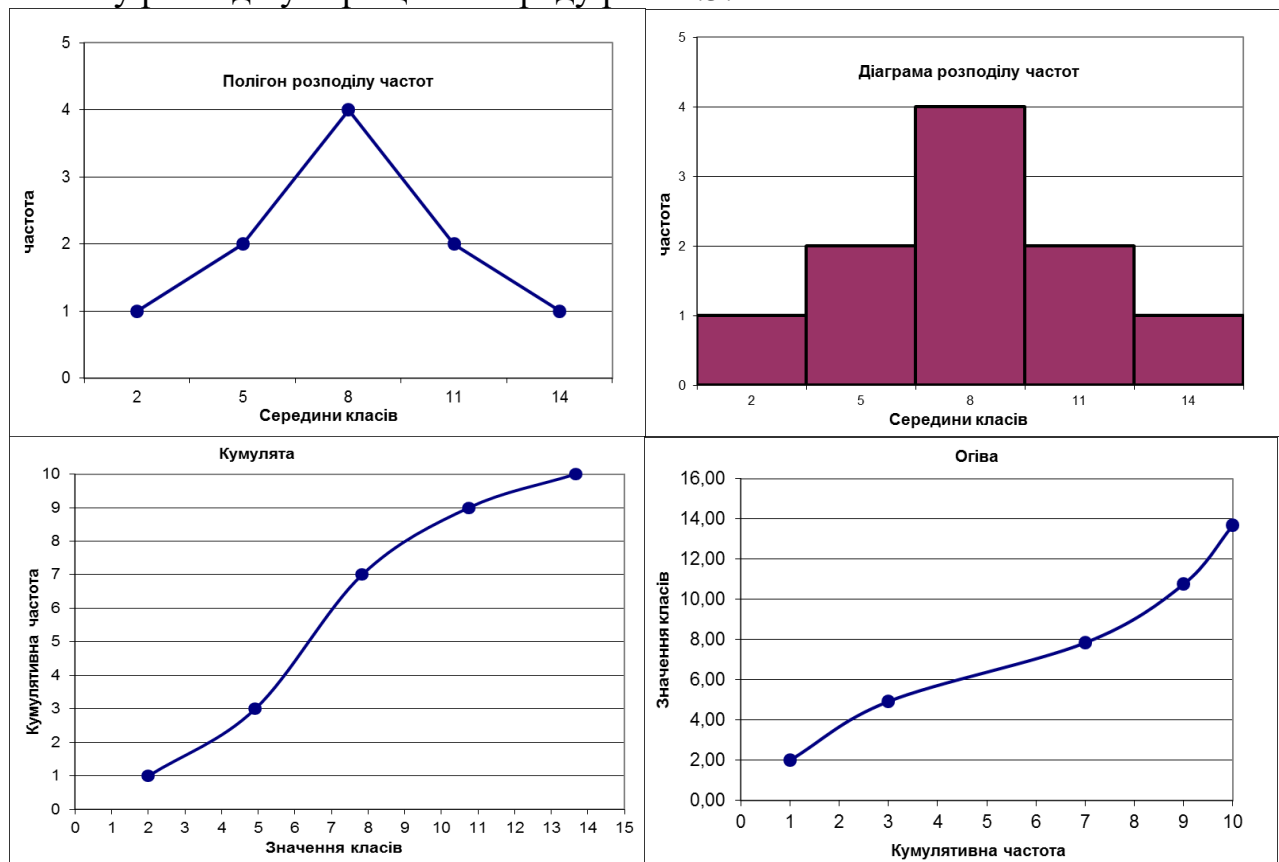 Полігон розподілу частот
5
4
3
2
1
0
частота
2 5 8 11 14
Середини класів
Діаграма розподілу частот
5
4
3
2
1
0
частота
2 5 8 11 14
Середини класів
Кумулята
10
9
8
7
6
5
4
3
2
1
0
Кумулятивна частота
0 1 2 3 4 5 6 7 8 9 10 11 12 13 14 15
Значення класів
Огіва
16,00
14,00
12,00
10,00
8,00
6,00
4,00
2,00
0,00
Значення класів
0 1 2 3 4 5 6 7 8 9 10
Кумулятивна частота